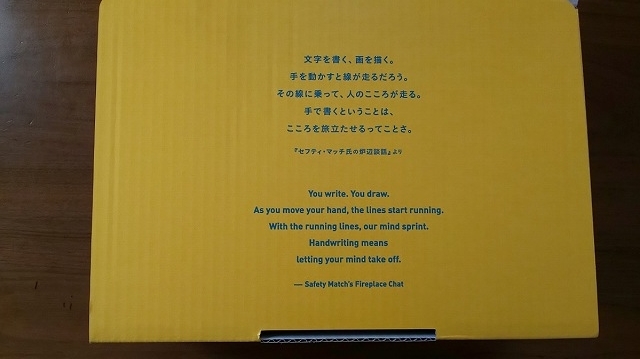 文字を書く、画を描く。
手を動かすと線が走るだろう。
その線に乗って、人のこころが走る。
手で書くということは、
こころを旅立たせるってことさ。
『セフティ・マッチ氏の炉辺談話』より
You write. You draw.
As you move your hand, the lines start running.
With the running lines, our mind sprint.
Handwriting means
letting your mind take off.
— Safety Match's Fireplace Chat